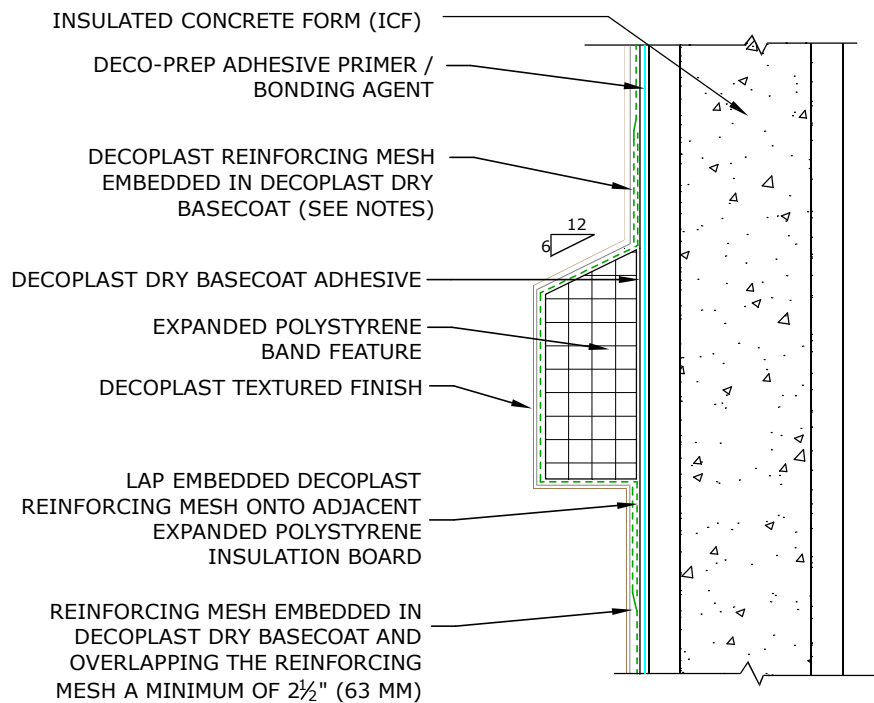 INSULATED CONCRETE FORM (ICF)
DECO-PREP ADHESIVE PRIMER /
BONDING AGENT
DECOPLAST REINFORCING MESH
EMBEDDED IN DECOPLAST DRY
BASECOAT (SEE NOTES)
12
6
DECOPLAST DRY BASECOAT ADHESIVE
EXPANDED POLYSTYRENE
BAND FEATURE
DECOPLAST TEXTURED FINISH
LAP EMBEDDED DECOPLAST
REINFORCING MESH ONTO ADJACENT
EXPANDED POLYSTYRENE
INSULATION BOARD
REINFORCING MESH EMBEDDED IN
DECOPLAST DRY BASECOAT AND
OVERLAPPING THE REINFORCING
MESH A MINIMUM OF 2½" (63 MM)